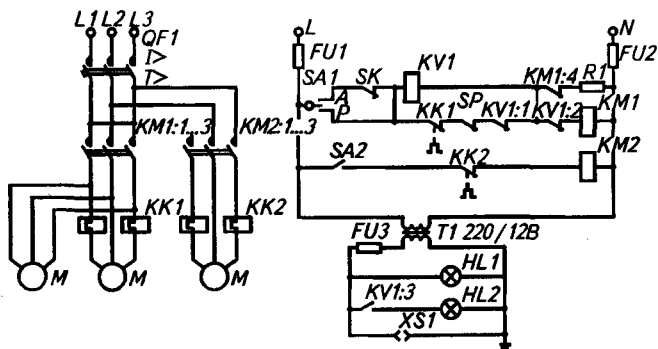 L1 L2 L3
QF1
I>
I>
KM1:1...3
KM2:1...3
KK1
KK2
M
M
M
L
N
FU1
FU2
SA1
A
P
SK
KV1
KM1:4
R1
KK1
SP
KV1:1
KV1:2
KM1
SA2
KK2
KM2
FU3
T1 220/12В
HL1
KV1:3
HL2
XS1